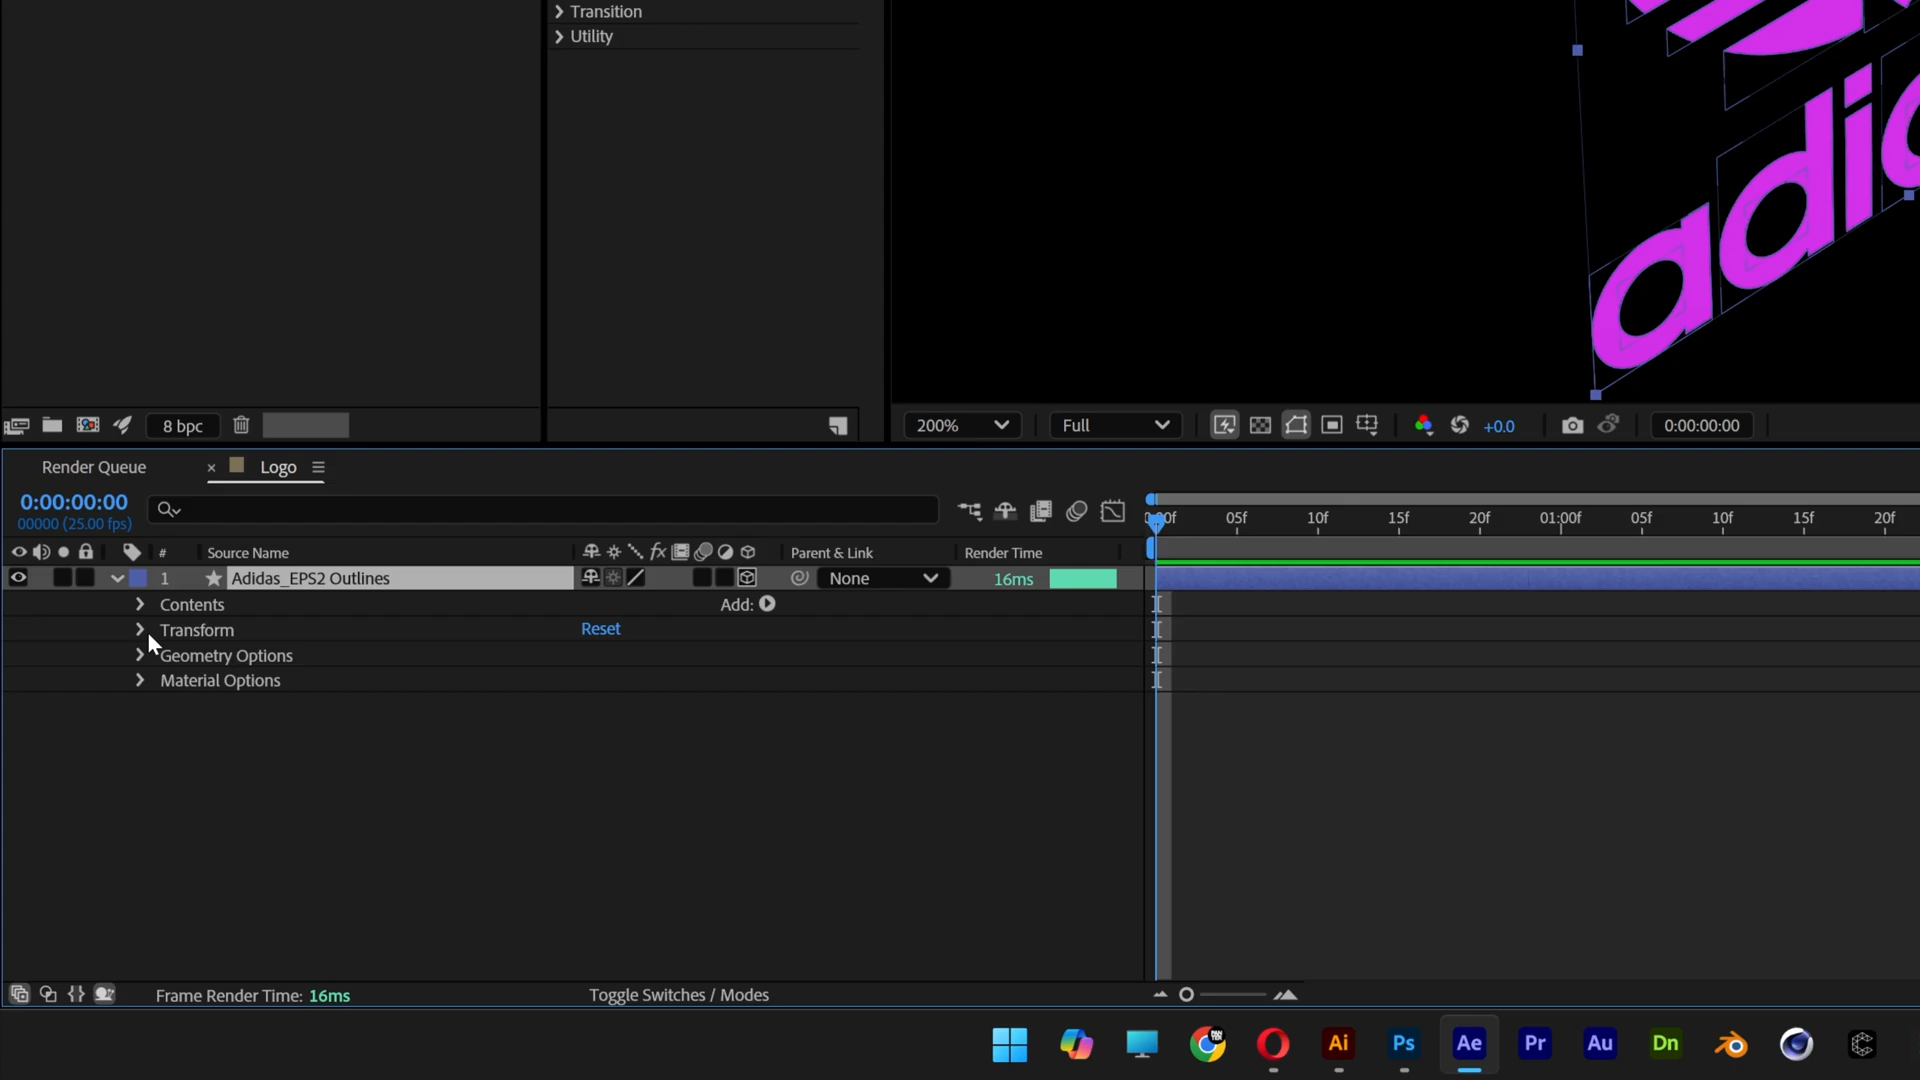 Transition
Utility
adid
8 bpc
200%
Full
+0.0
0:00:00:00
Render Queue
× Logo
0:00:00:00
00000 (25.00 fps)
05f 10f 15f 20f 01:00f 05f 10f 15f 20f
# Source Name fx Parent & Link Render Time
1 Adidas_EPS2 Outlines None 16ms
Contents Add:
Transform Reset
Geometry Options
Material Options
Frame Render Time: 16ms Toggle Switches / Modes
Ai Ps Ae Pr Au Dn